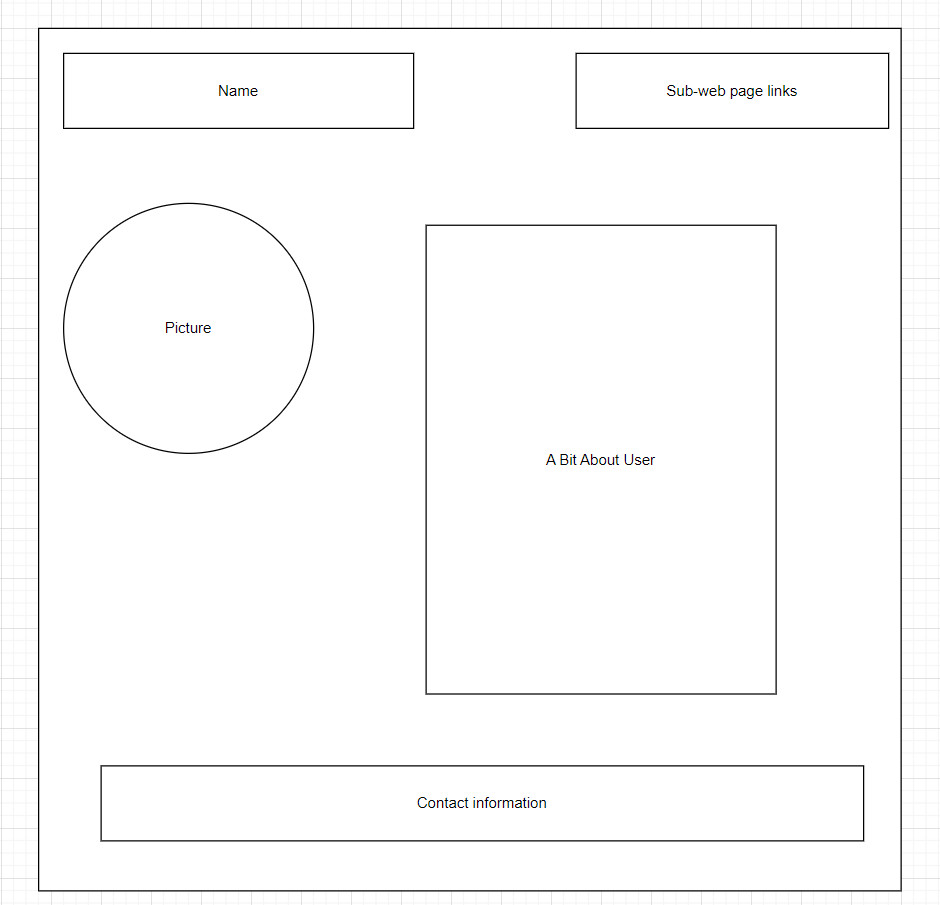 Name
Sub-web page links
Picture
A Bit About User
Contact information